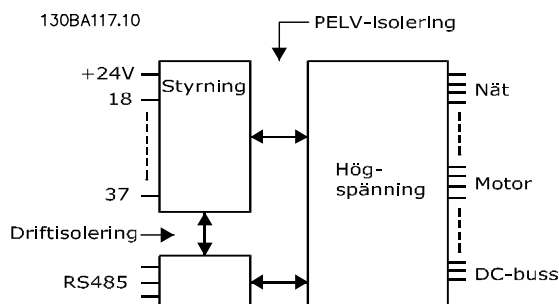 130BA117.10
PELV-isolering
+24V
Styrning
18
Nät
Hög-
spänning
37
Motor
Driftisolering
RS485
DC-buss